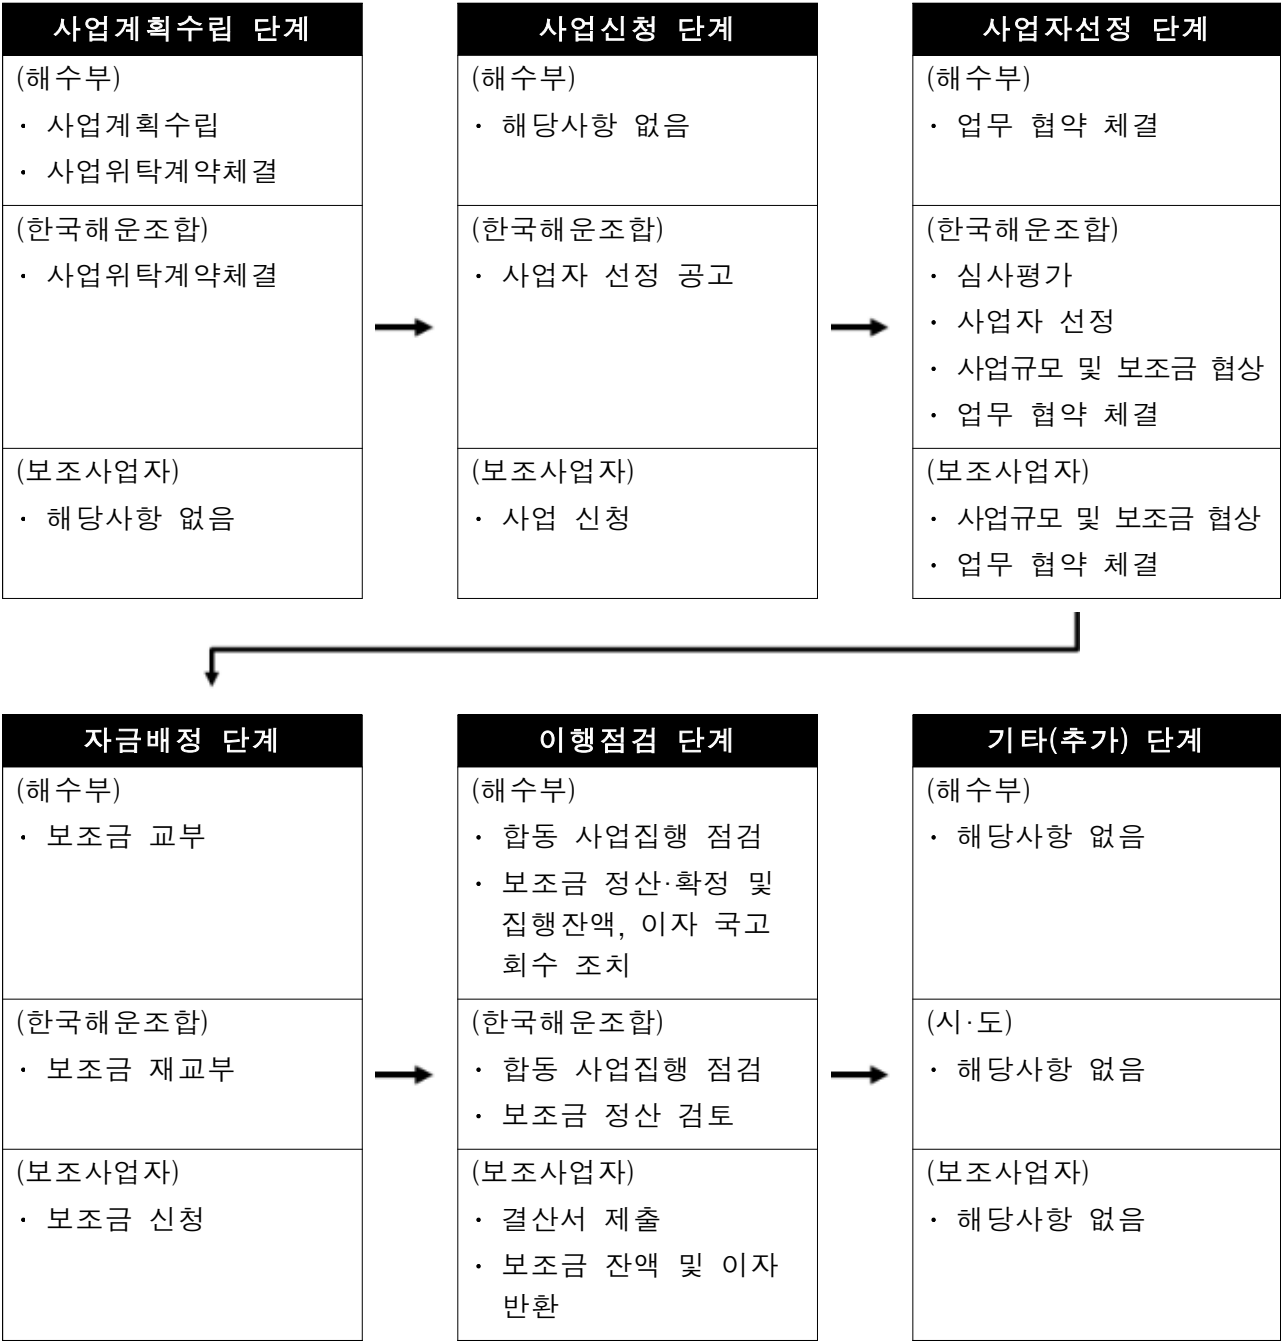 사업계획수립 단계
(해수부)
· 사업계획수립
· 사업위탁계약체결
(한국해운조합)
· 사업위탁계약체결
(보조사업자)
· 해당사항 없음
사업신청 단계
(해수부)
· 해당사항 없음
(한국해운조합)
· 사업자 선정 공고
(보조사업자)
· 사업 신청
사업자선정 단계
(해수부)
· 업무 협약 체결
(한국해운조합)
· 심사평가
· 사업자 선정
· 사업규모 및 보조금 협상
· 업무 협약 체결
(보조사업자)
· 사업규모 및 보조금 협상
· 업무 협약 체결
자금배정 단계
(해수부)
· 보조금 교부
(한국해운조합)
· 보조금 재교부
(보조사업자)
· 보조금 신청
이행점검 단계
(해수부)
· 합동 사업집행 점검
· 보조금 정산·확정 및
집행잔액, 이자 국고
회수 조치
(한국해운조합)
· 합동 사업집행 점검
· 보조금 정산 검토
(보조사업자)
· 결산서 제출
· 보조금 잔액 및 이자
반환
기타(추가) 단계
(해수부)
· 해당사항 없음
(시·도)
· 해당사항 없음
(보조사업자)
· 해당사항 없음